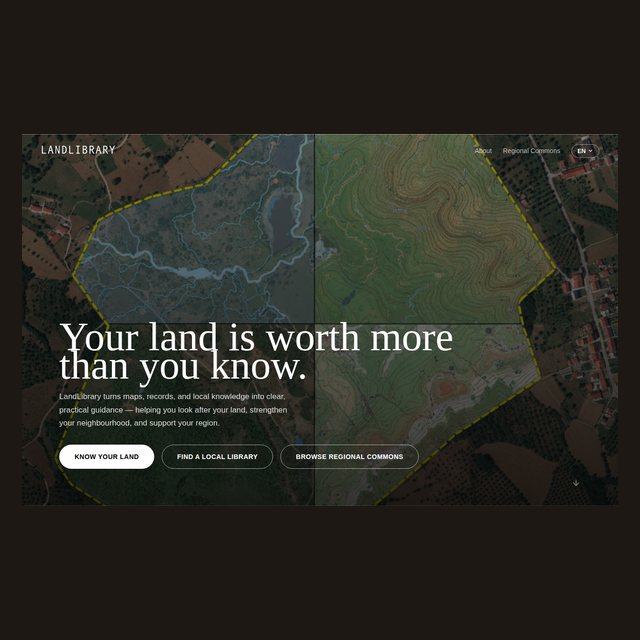 LANDLIBRARY
About
Regional Commons
EN
Your land is worth more
than you know.
LandLibrary turns maps, records, and local knowledge into clear,
practical guidance — helping you look after your land, strengthen
your neighbourhood, and support your region.
KNOW YOUR LAND
FIND A LOCAL LIBRARY
BROWSE REGIONAL COMMONS